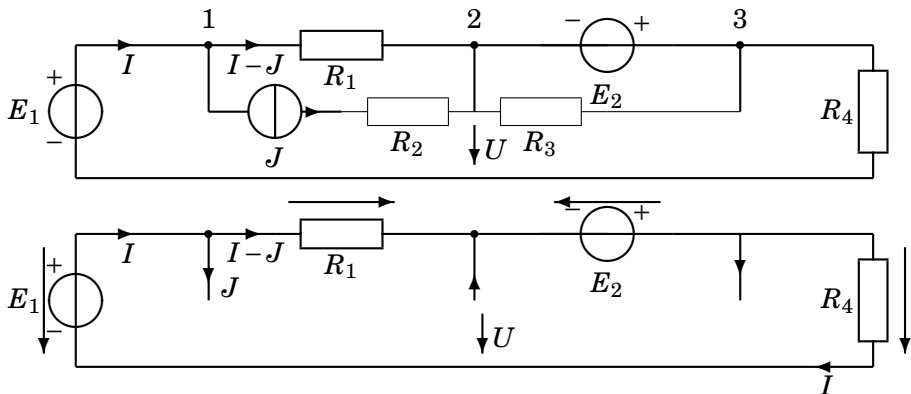 1 2 3
− +
+ I I−J R₁ E₂
E₁ R₄
− R₂ R₃
J U
− +
+ I I−J R₁ E₂
E₁ J R₄
−
U
I